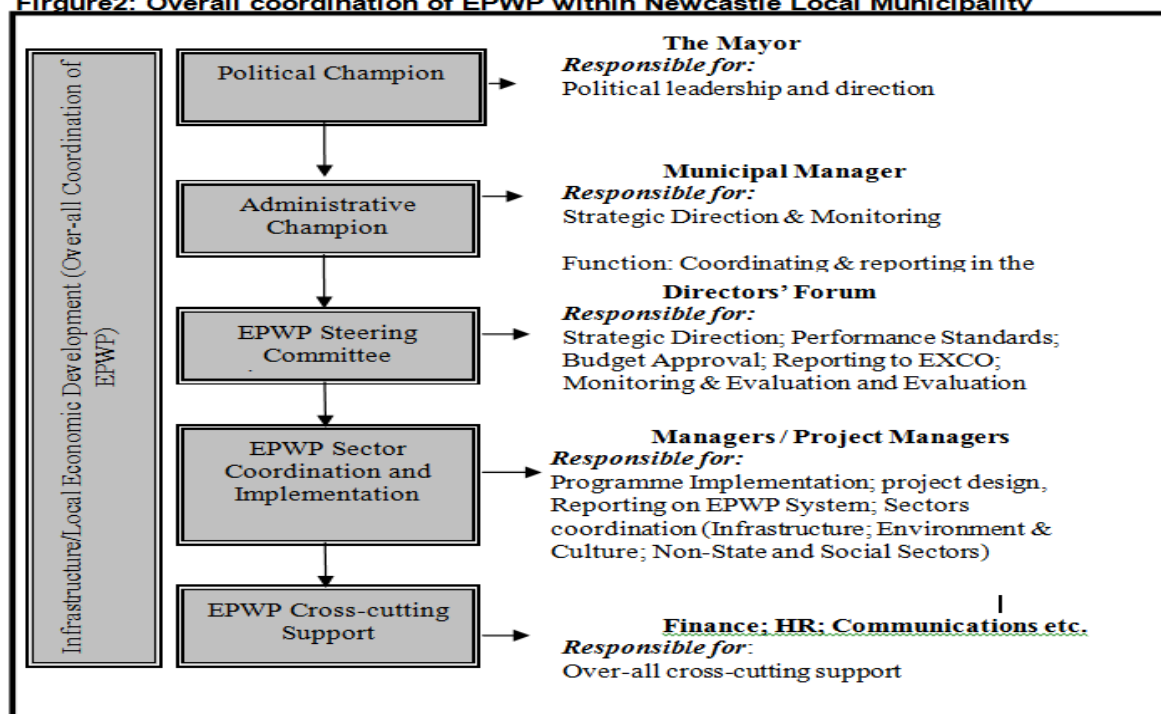 Firgure2: Overall coordination of EPWP within Newcastle Local Municipality
Infrastructure/Local Economic Development (Over-all Coordination of
EPWP)
Political Champion
The Mayor
Responsible for:
Political leadership and direction
Administrative
Champion
Municipal Manager
Responsible for:
Strategic Direction & Monitoring
Function: Coordinating & reporting in the
EPWP Steering
Committee
Directors’ Forum
Responsible for:
Strategic Direction; Performance Standards;
Budget Approval; Reporting to EXCO;
Monitoring & Evaluation and Evaluation
EPWP Sector
Coordination and
Implementation
Managers / Project Managers
Responsible for:
Programme Implementation; project design,
Reporting on EPWP System; Sectors
coordination (Infrastructure; Environment &
Culture; Non-State and Social Sectors)
EPWP Cross-cutting
Support
Finance; HR; Communications etc.
Responsible for:
Over-all cross-cutting support